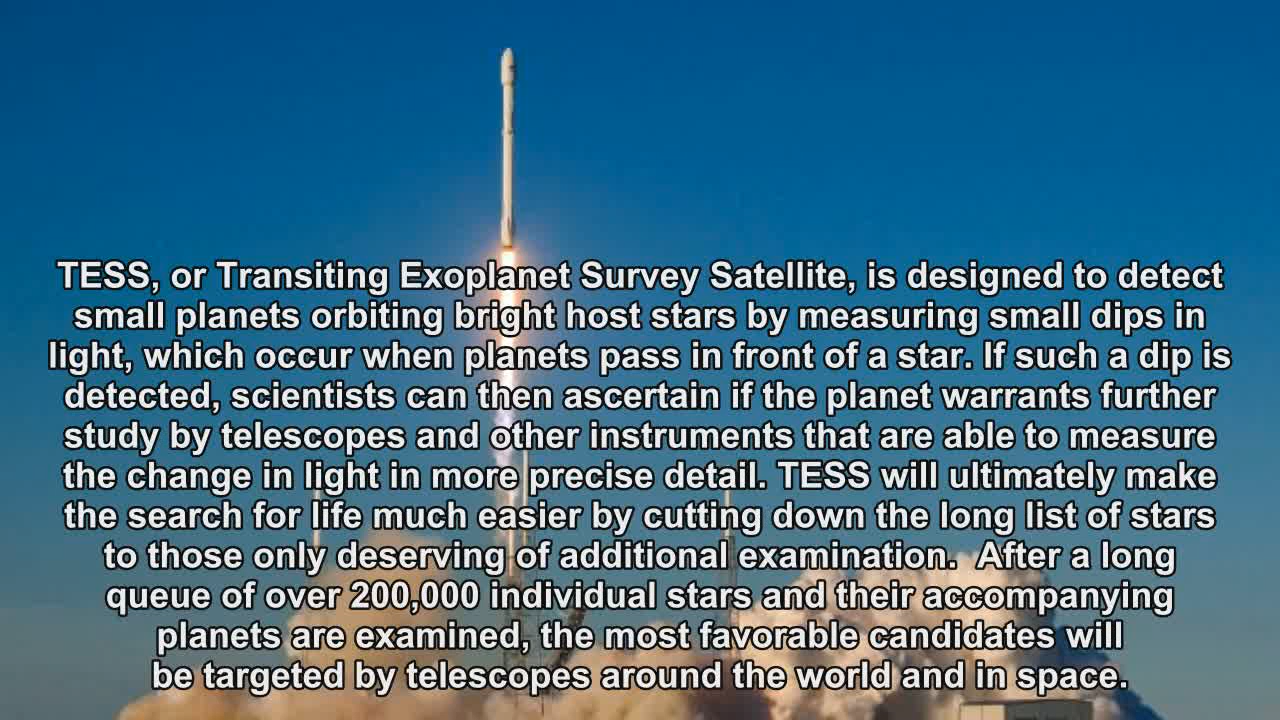 TESS, or Transiting Exoplanet Survey Satellite, is designed to detect
small planets orbiting bright host stars by measuring small dips in
light, which occur when planets pass in front of a star. If such a dip is
detected, scientists can then ascertain if the planet warrants further
study by telescopes and other instruments that are able to measure
the change in light in more precise detail. TESS will ultimately make
the search for life much easier by cutting down the long list of stars
to those only deserving of additional examination.  After a long
queue of over 200,000 individual stars and their accompanying
planets are examined, the most favorable candidates will
be targeted by telescopes around the world and in space.